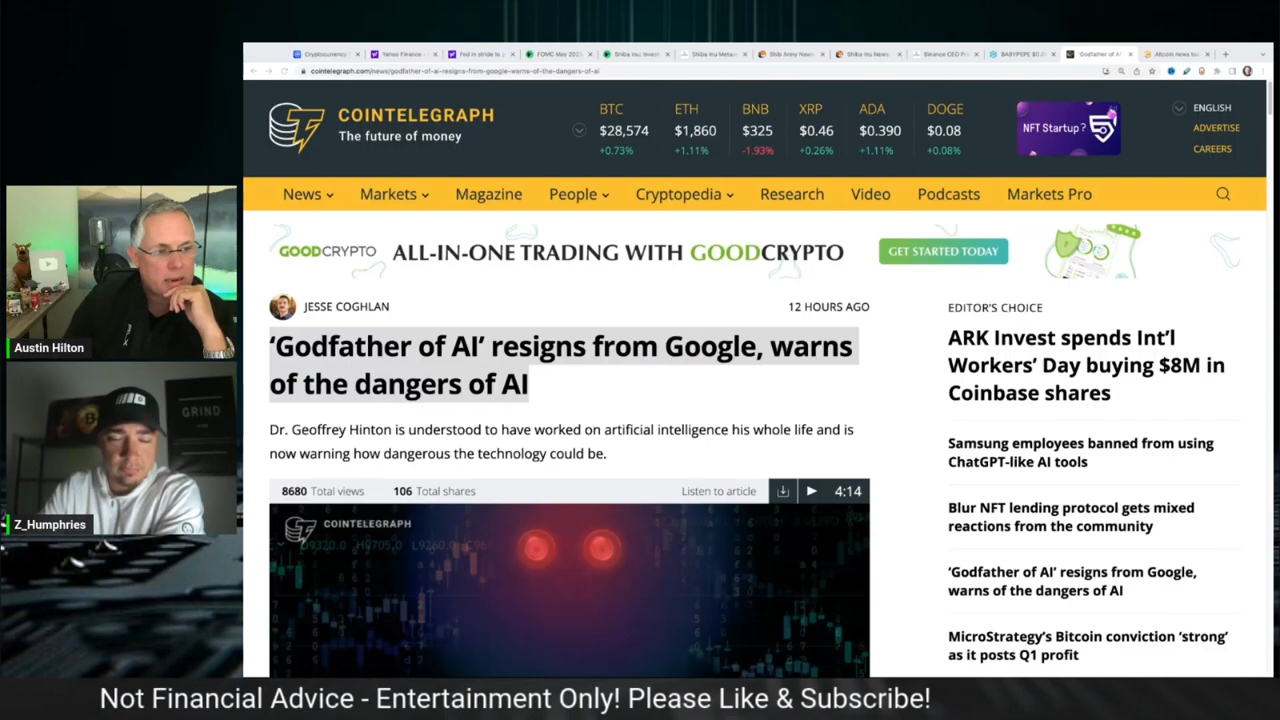 Cryptocurrency
Yahoo Finance
Fed in stride to
FOMC May 202
Shiba Inu: Invest
Shiba Inu Meta
Shib Army News
Shiba Inu News
Binance CEO
BABYPEPE $0
'Godfather of AI'
Altcoin news to
cointelegraph.com/news/godfather-of-ai-resigns-from-google-warns-of-the-dangers-of-ai
COINTELEGRAPH
The future of money
BTC ETH BNB XRP ADA DOGE
$28,574 $1,860 $325 $0.46 $0.390 $0.08
+0.73% +1.11% -1.93% +0.26% +1.11% +0.08%
NFT Startup ?
ENGLISH
ADVERTISE
CAREERS
News Markets Magazine People Cryptopedia Research Video Podcasts Markets Pro
GOODCRYPTO ALL-IN-ONE TRADING WITH GOODCRYPTO GET STARTED TODAY
JESSE COGHLAN 12 HOURS AGO
‘Godfather of AI’ resigns from Google, warns
of the dangers of AI
Dr. Geoffrey Hinton is understood to have worked on artificial intelligence his whole life and is
now warning how dangerous the technology could be.
8680 Total views 106 Total shares Listen to article 4:14
COINTELEGRAPH
EDITOR’S CHOICE
ARK Invest spends Int’l
Workers’ Day buying $8M in
Coinbase shares
Samsung employees banned from using
ChatGPT-like AI tools
Blur NFT lending protocol gets mixed
reactions from the community
‘Godfather of AI’ resigns from Google,
warns of the dangers of AI
MicroStrategy’s Bitcoin conviction ‘strong’
as it posts Q1 profit
Austin Hilton
GRIND
Z_Humphries
Not Financial Advice - Entertainment Only! Please Like & Subscribe!